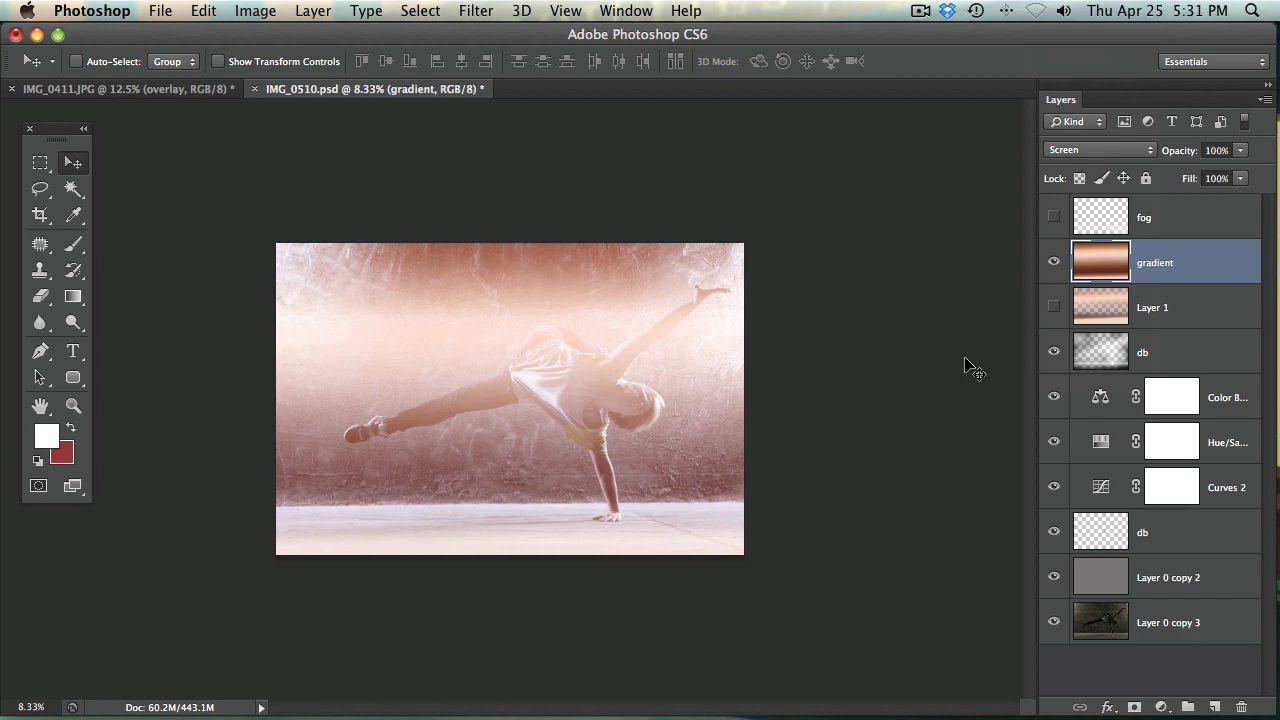 Photoshop File Edit Image Layer Type Select Filter 3D View Window Help Thu Apr 25 5:31 PM
Adobe Photoshop CS6
Auto-Select: Group Show Transform Controls 3D Mode: Essentials
IMG_0411.JPG @ 12.5% (overlay, RGB/8) * IMG_0510.psd @ 8.33% (gradient, RGB/8) *
Layers
Kind
Screen Opacity: 100%
Lock: Fill: 100%
fog
gradient
Layer 1
db
Color B...
Hue/Sa...
Curves 2
db
Layer 0 copy 2
Layer 0 copy 3
8.33% Doc: 60.2M/443.1M